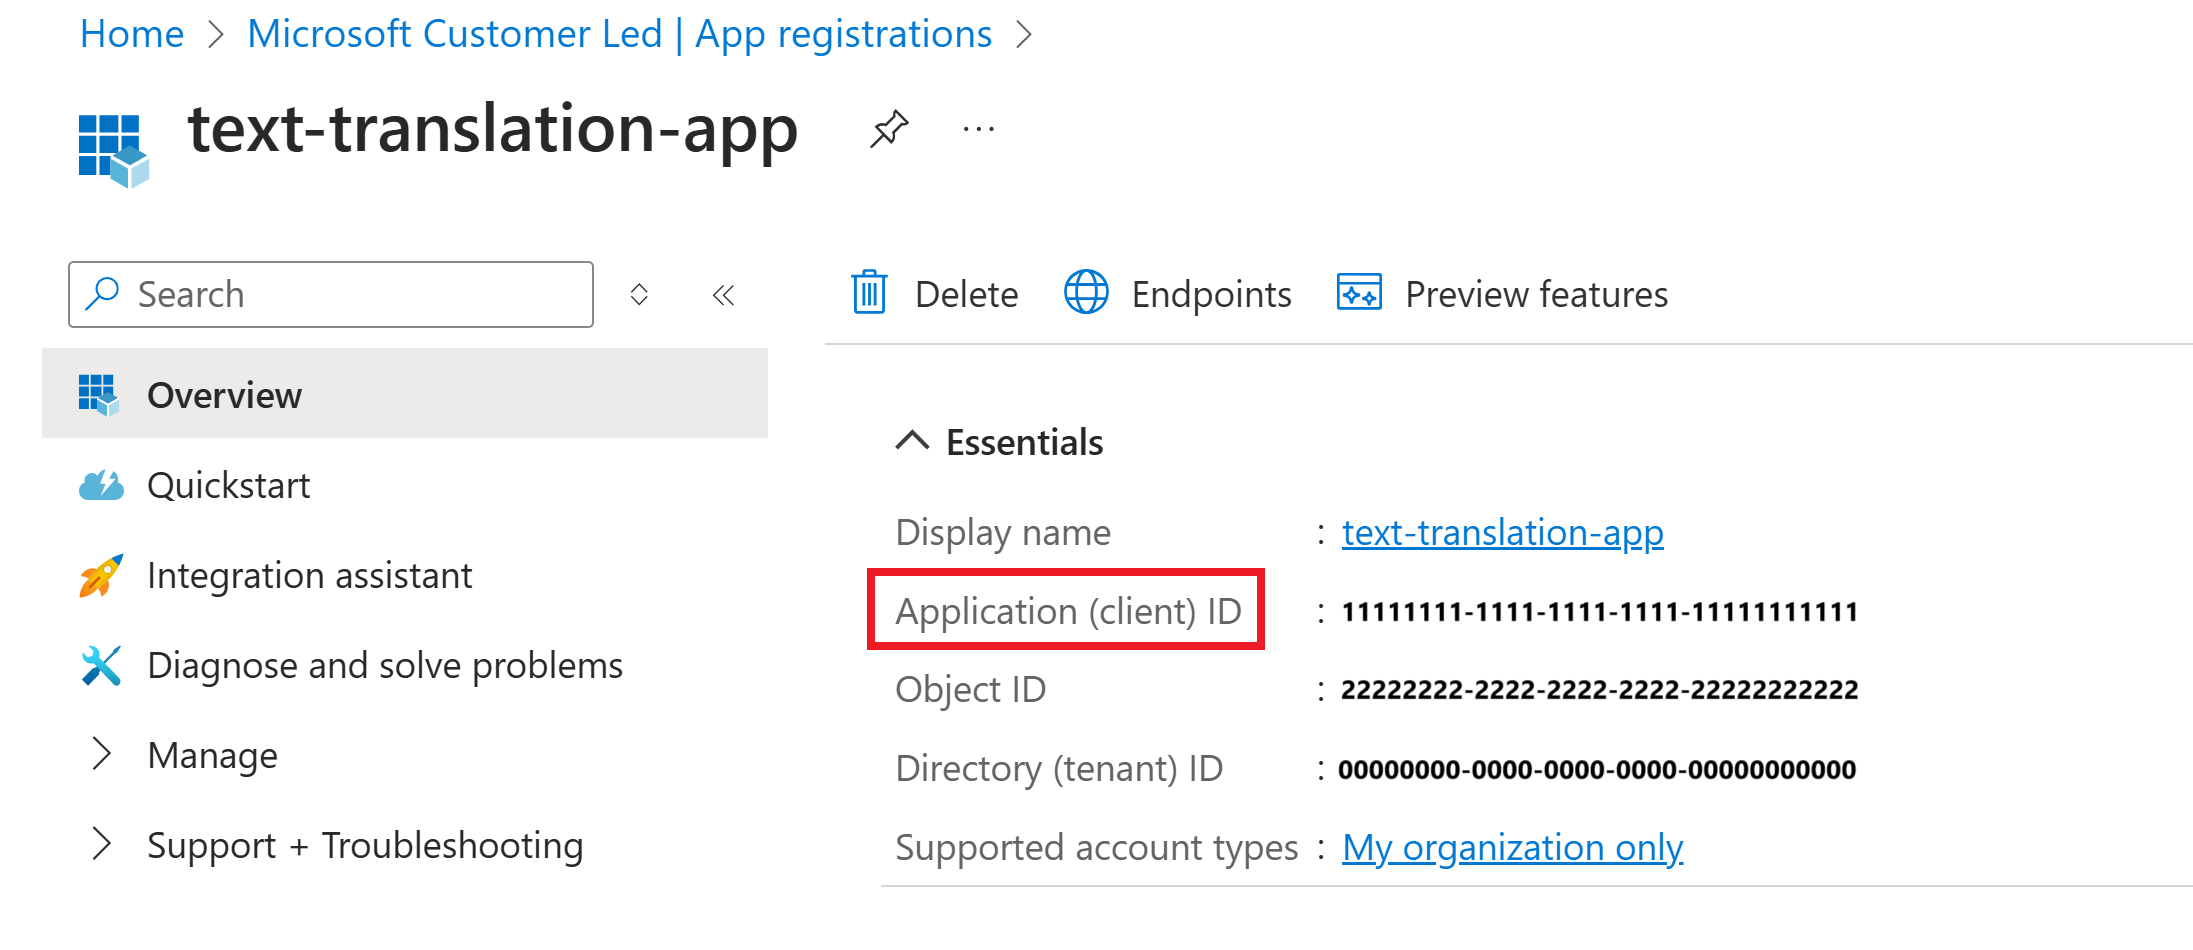 Home > Microsoft Customer Led | App registrations >
text-translation-app ...
Search
Delete Endpoints Preview features
Overview
Quickstart
Integration assistant
Diagnose and solve problems
Manage
Support + Troubleshooting
Essentials
Display name : text-translation-app
Application (client) ID : 11111111-1111-1111-1111-11111111111
Object ID : 22222222-2222-2222-2222-22222222222
Directory (tenant) ID : 00000000-0000-0000-0000-00000000000
Supported account types : My organization only